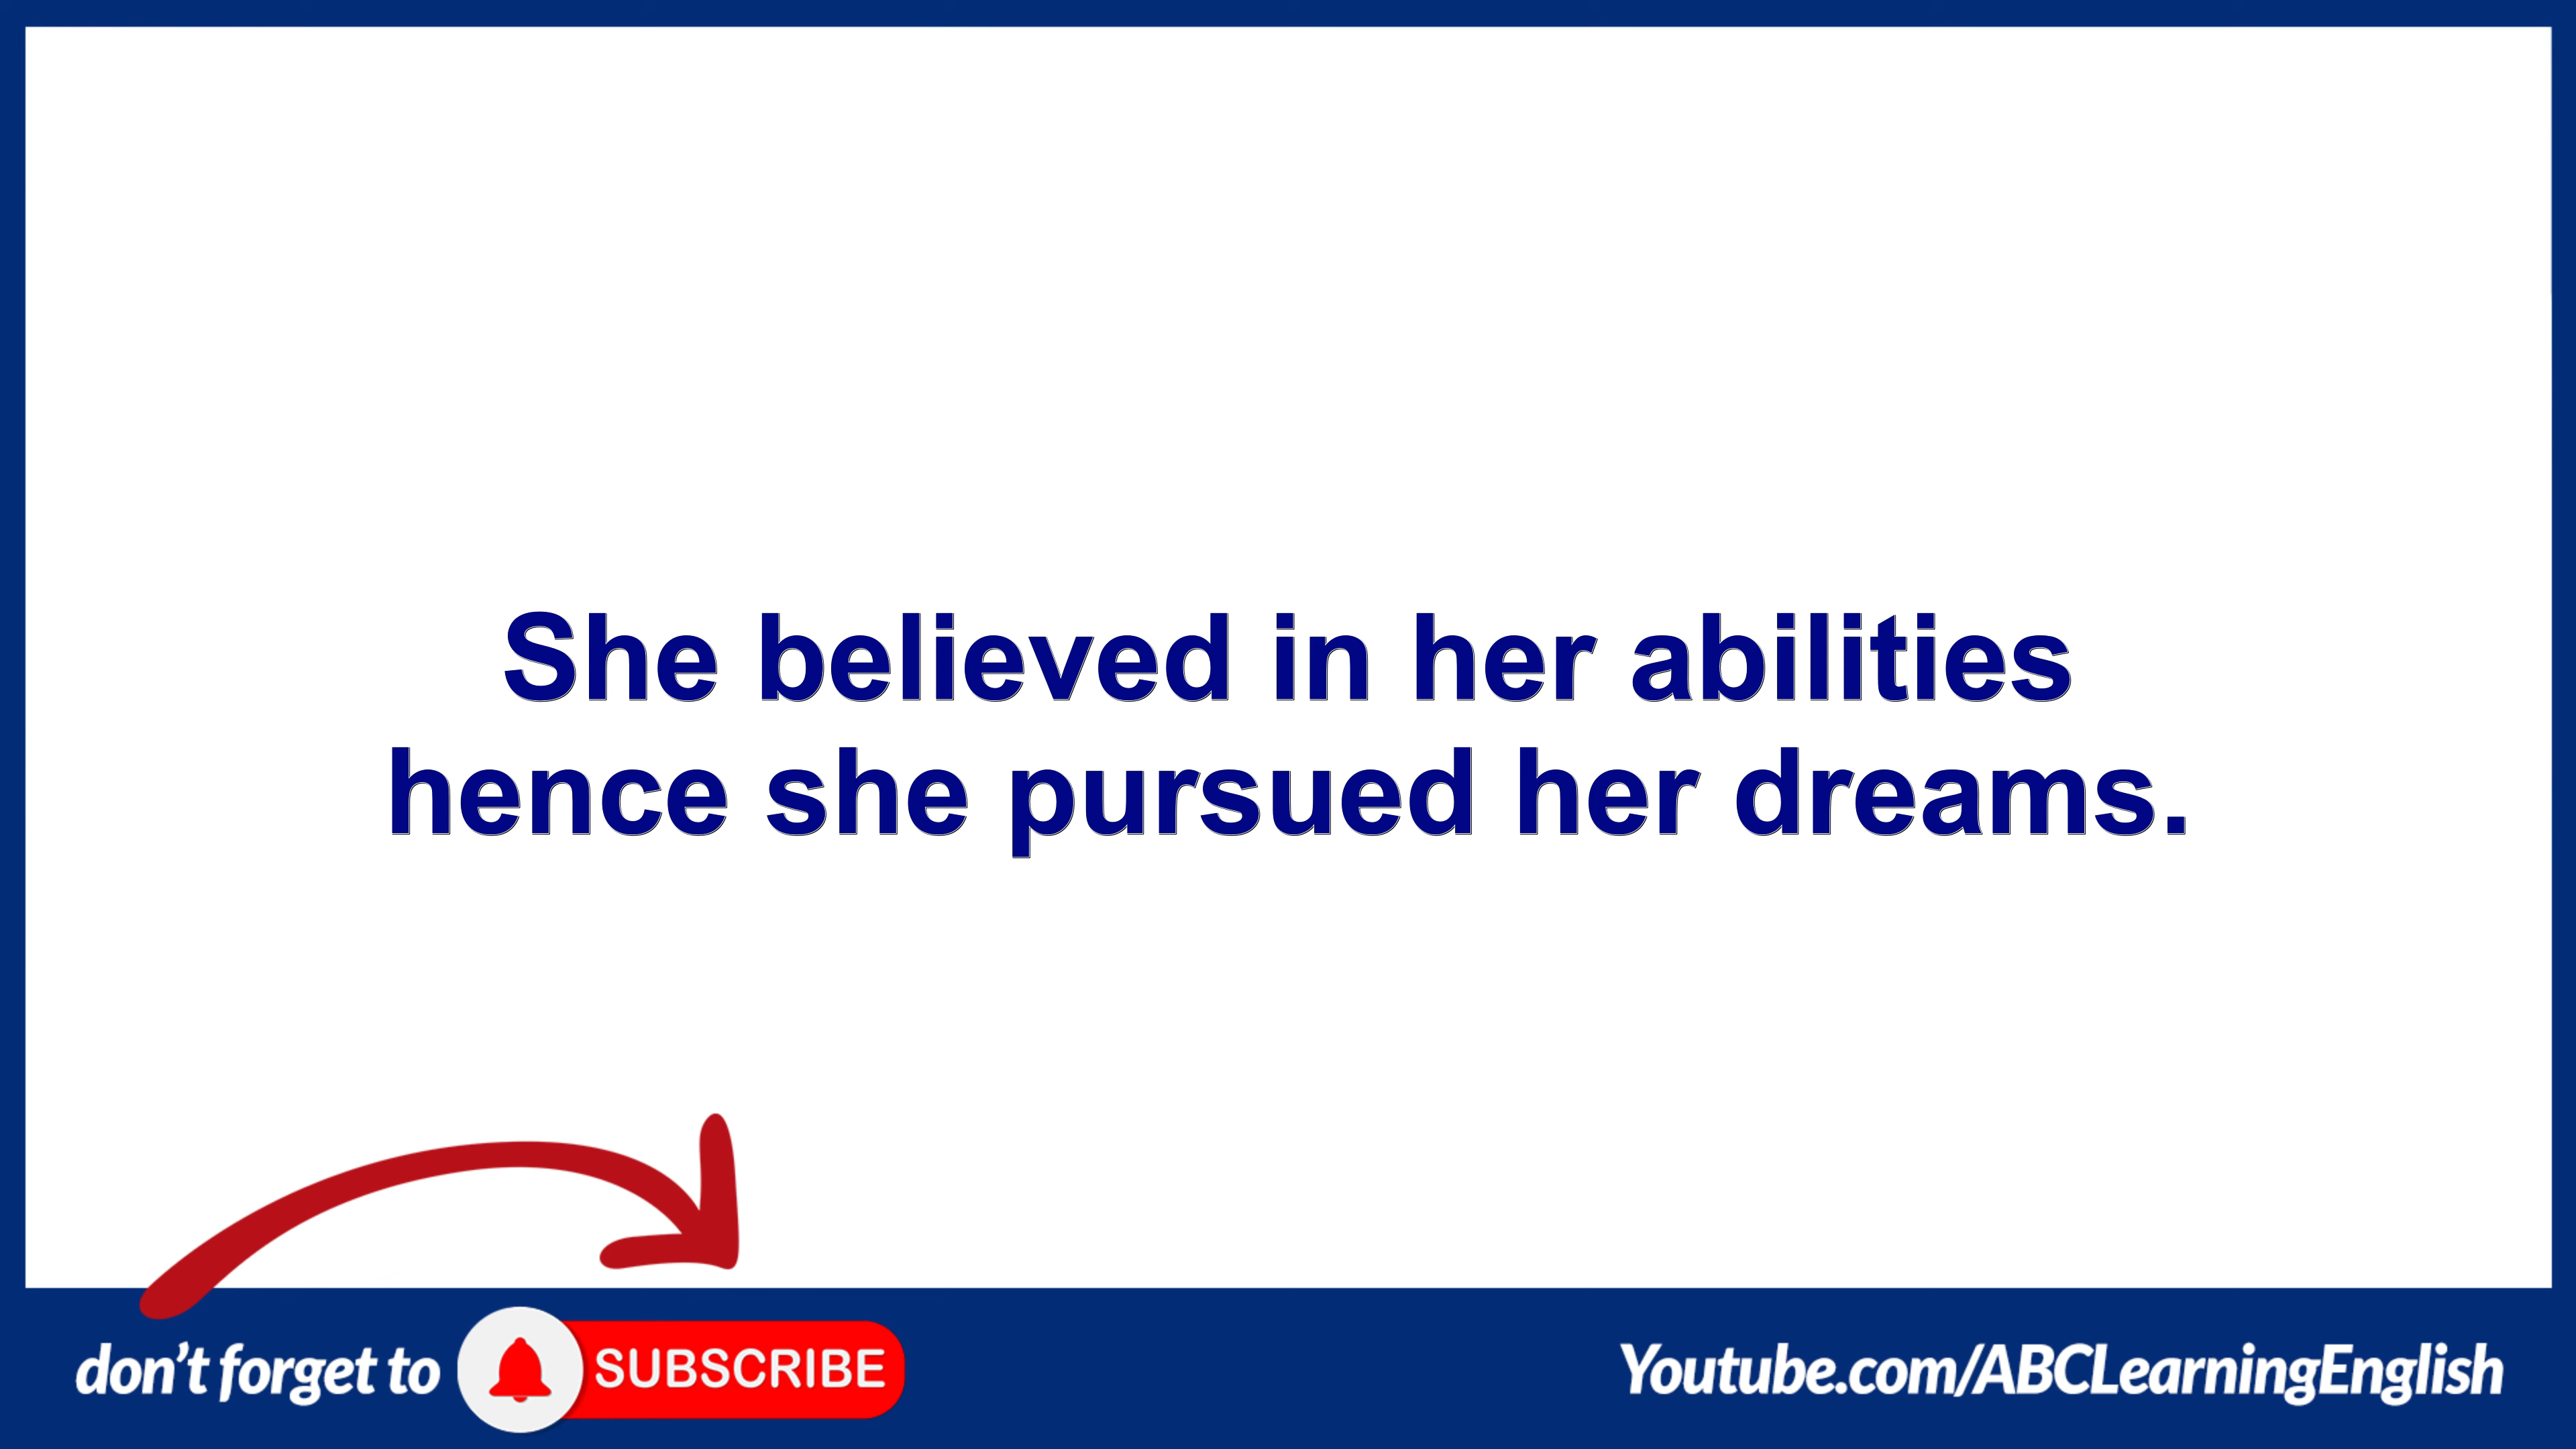 She believed in her abilities
hence she pursued her dreams.
don't forget to SUBSCRIBE
Youtube.com/ABCLearningEnglish